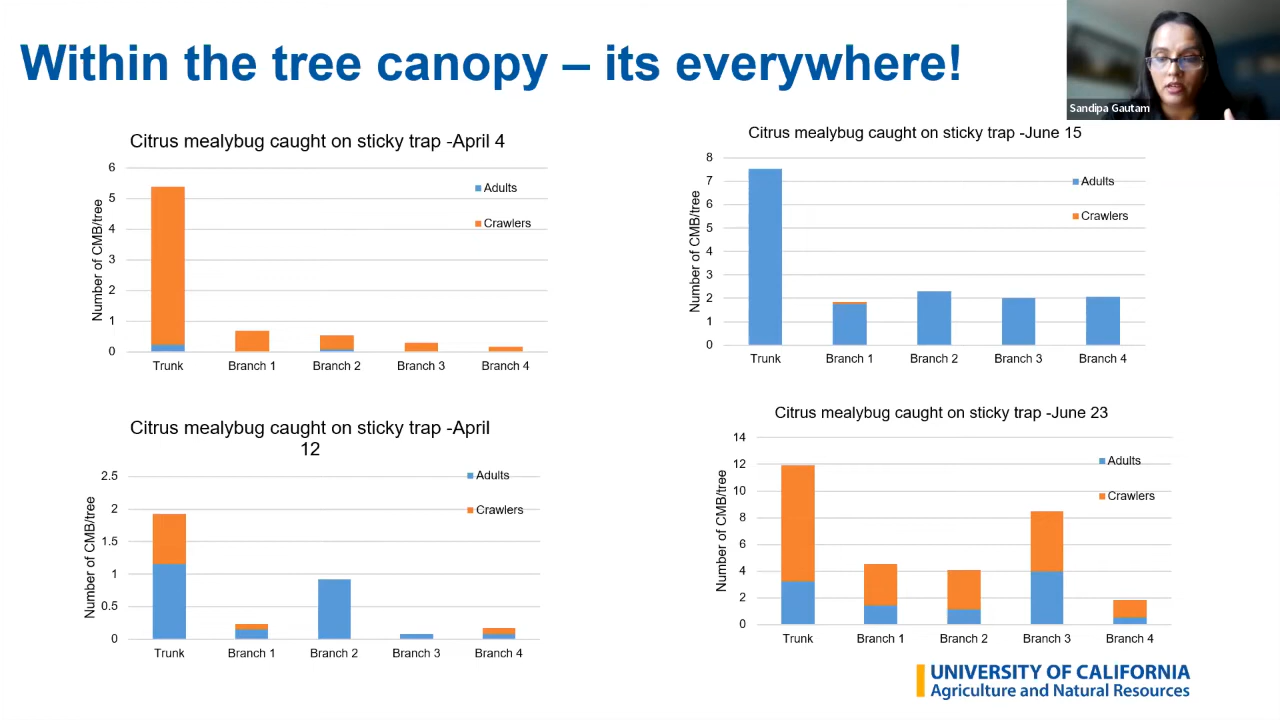 Within the tree canopy – its everywhere!
Sandipa Gautam
Citrus mealybug caught on sticky trap -April 4
Number of CMB/tree
6
5
4
3
2
1
0
Adults
Crawlers
Trunk
Branch 1
Branch 2
Branch 3
Branch 4
Citrus mealybug caught on sticky trap -June 15
Number of CMB/tree
8
7
6
5
4
3
2
1
0
Adults
Crawlers
Trunk
Branch 1
Branch 2
Branch 3
Branch 4
Citrus mealybug caught on sticky trap -April
12
Number of CMB/tree
2.5
2
1.5
1
0.5
0
Adults
Crawlers
Trunk
Branch 1
Branch 2
Branch 3
Branch 4
Citrus mealybug caught on sticky trap -June 23
Number of CMB/tree
14
12
10
8
6
4
2
0
Adults
Crawlers
Trunk
Branch 1
Branch 2
Branch 3
Branch 4
UNIVERSITY OF CALIFORNIA
Agriculture and Natural Resources